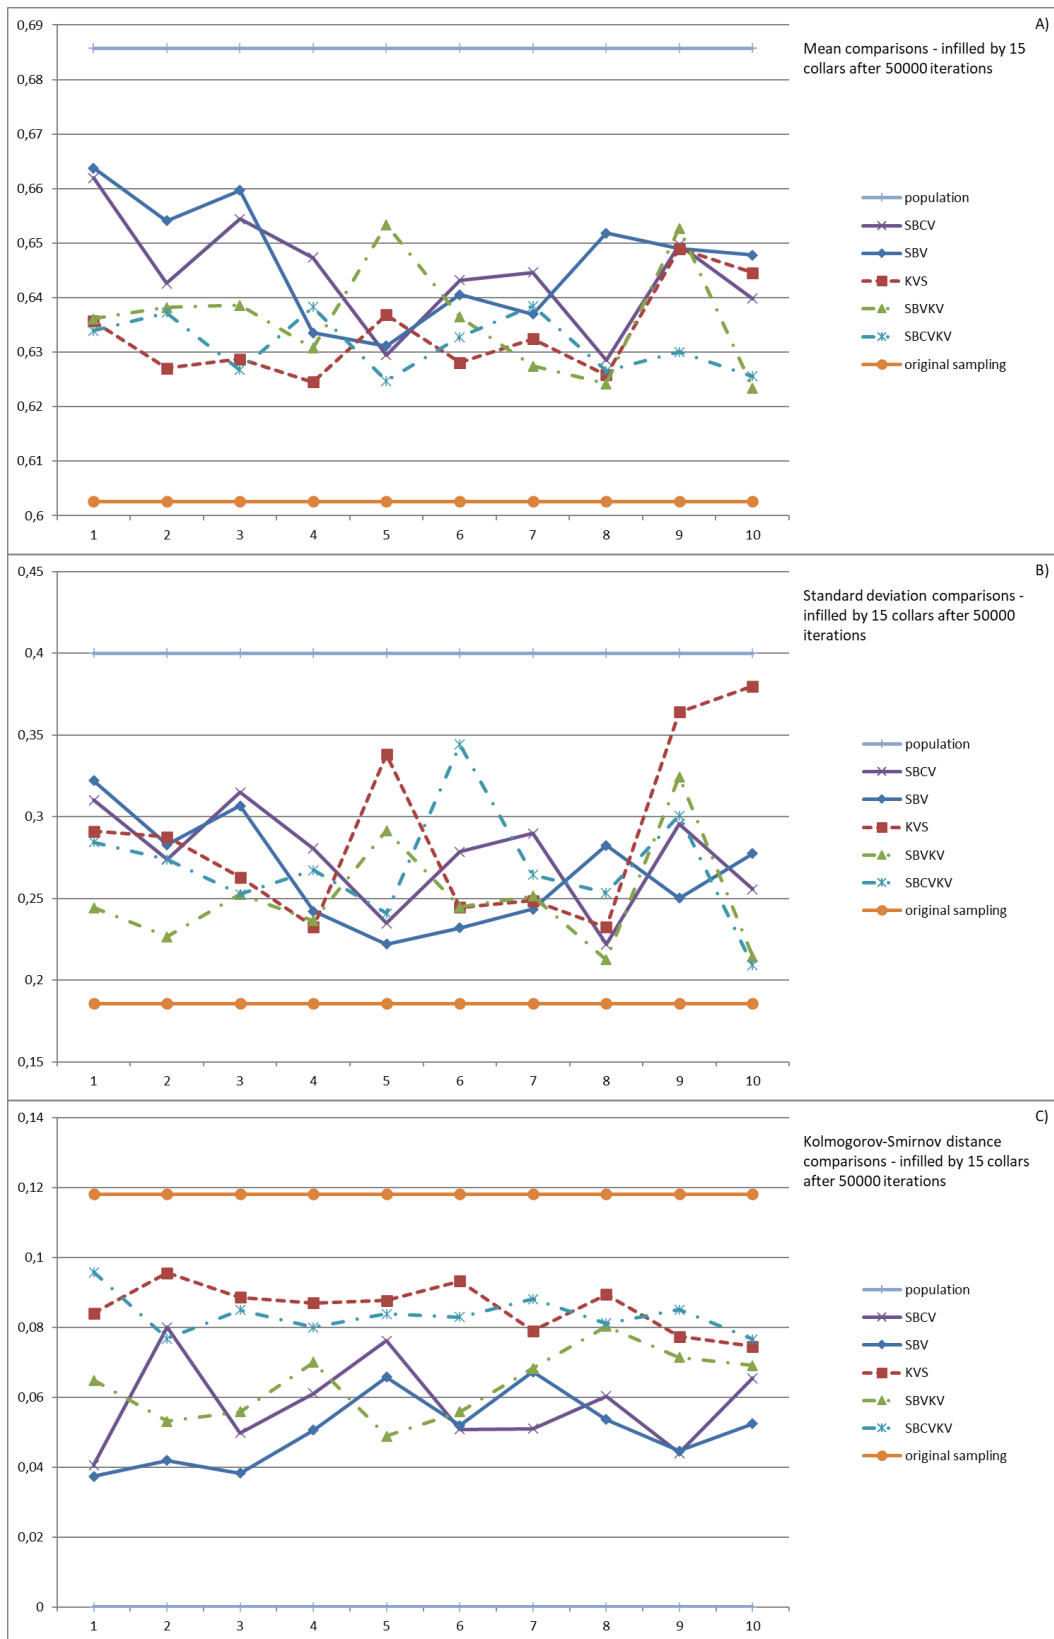 A)
Mean comparisons - infilled by 15
collars after 50000 iterations
0,69
0,68
0,67
0,66
0,65
0,64
0,63
0,62
0,61
0,6
1 2 3 4 5 6 7 8 9 10
population
SBCV
SBV
KVS
SBVKV
SBCVKV
original sampling
B)
Standard deviation comparisons -
infilled by 15 collars after 50000
iterations
0,45
0,4
0,35
0,3
0,25
0,2
0,15
1 2 3 4 5 6 7 8 9 10
population
SBCV
SBV
KVS
SBVKV
SBCVKV
original sampling
C)
Kolmogorov-Smirnov distance
comparisons - infilled by 15 collars
after 50000 iterations
0,14
0,12
0,1
0,08
0,06
0,04
0,02
0
1 2 3 4 5 6 7 8 9 10
population
SBCV
SBV
KVS
SBVKV
SBCVKV
original sampling